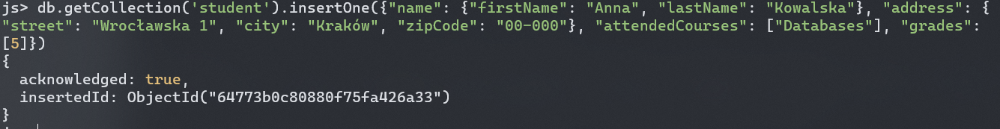 js> db.getCollection('student').insertOne({"name": {"firstName": "Anna", "lastName": "Kowalska"}, "address": {
"street": "Wrocławska 1", "city": "Kraków", "zipCode": "00-000"}, "attendedCourses": ["Databases"], "grades":
[5]})
{
  acknowledged: true,
  insertedId: ObjectId("64773b0c80880f75fa426a33")
}